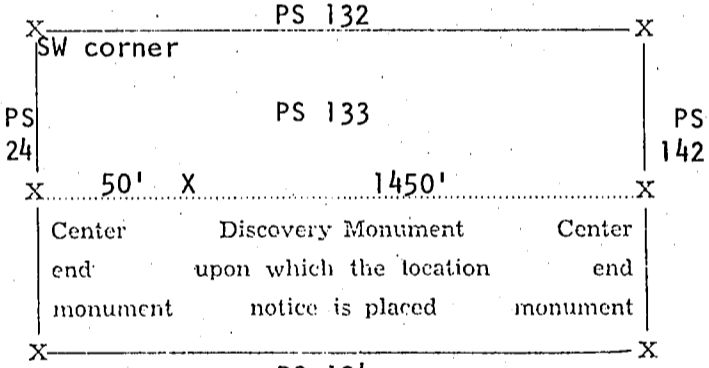 PS 132
X X
SW corner
PS 133
PS PS
24 142
X 50' X 1450' X
Center Discovery Monument Center
end upon which the location end
monument notice is placed monument
X X